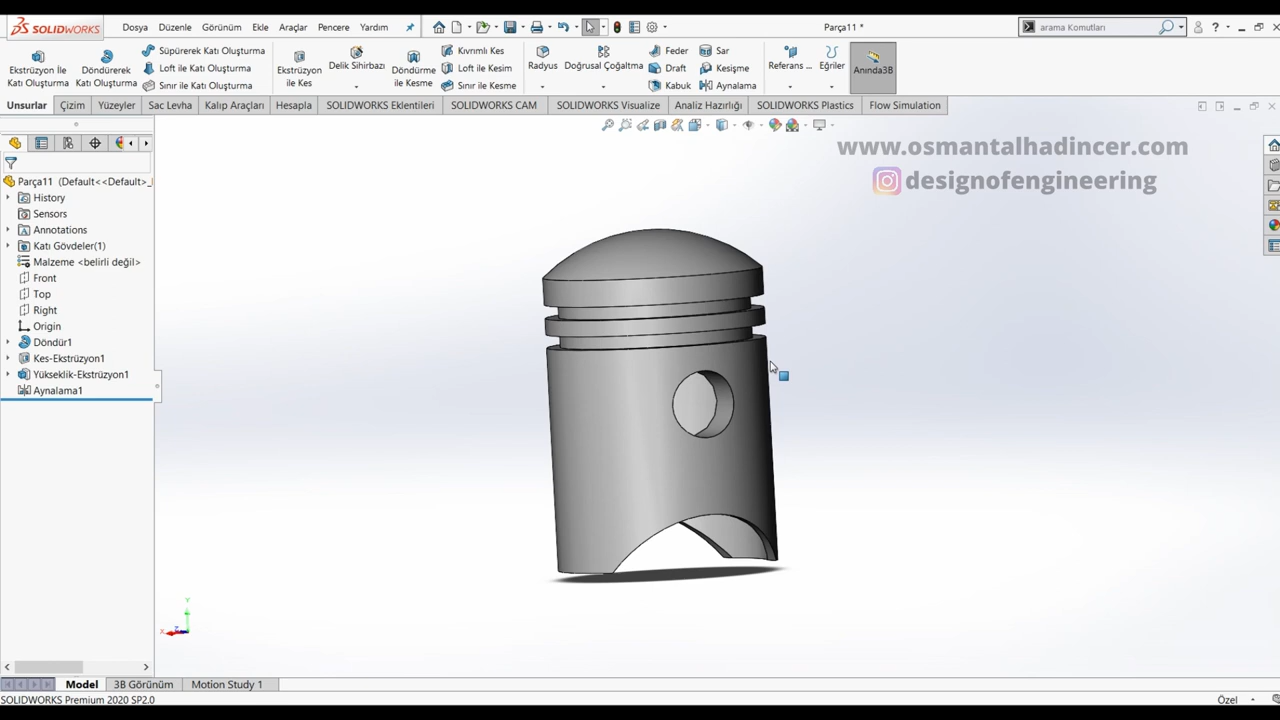 SOLIDWORKS
Dosya Düzenle Görünüm Ekle Araçlar Pencere Yardım
Parça11 *
arama Komutları
Ekstrüzyon İle Katı Oluşturma
Döndürerek Katı Oluşturma
Süpürerek Katı Oluşturma
Loft ile Katı Oluşturma
Sınır ile Katı Oluşturma
Ekstrüzyon ile Kes
Delik Sihirbazı
Döndürme ile Kesme
Kıvrımlı Kes
Loft ile Kesim
Sınır ile Kesme
Radyus
Doğrusal Çoğaltma
Feder
Draft
Kabuk
Sar
Kesişme
Aynalama
Referans ...
Eğriler
Anında3B
Unsurlar Çizim Yüzeyler Sac Levha Kalıp Araçları Hesapla SOLIDWORKS Eklentileri SOLIDWORKS CAM SOLIDWORKS Visualize Analiz Hazırlığı SOLIDWORKS Plastics Flow Simulation
www.osmantalhadincer.com
designofengineering
Parça11 (Default<<Default>_
History
Sensors
Annotations
Katı Gövdeler(1)
Malzeme <belirli değil>
Front
Top
Right
Origin
Döndür1
Kes-Ekstrüzyon1
Yükseklik-Ekstrüzyon1
Aynalama1
Y
X
Z
Model 3B Görünüm Motion Study 1
SOLIDWORKS Premium 2020 SP2.0
Özel